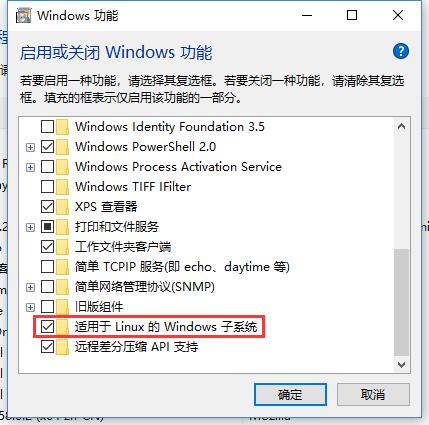 Windows 功能
启用或关闭 Windows 功能
若要启用一种功能，请选择其复选框。若要关闭一种功能，请清除其复选
框。填充的框表示仅启用该功能的一部分。
Windows Identity Foundation 3.5
Windows PowerShell 2.0
Windows Process Activation Service
Windows TIFF IFilter
XPS 查看器
打印和文件服务
工作文件夹客户端
简单 TCPIP 服务(即 echo、daytime 等)
简单网络管理协议(SNMP)
旧版组件
适用于 Linux 的 Windows 子系统
远程差分压缩 API 支持
确定
取消